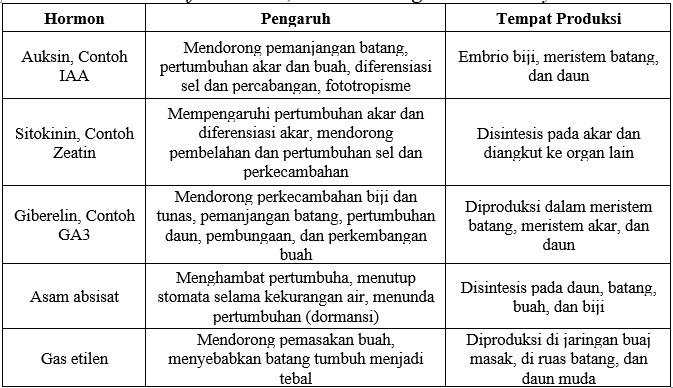 Hormon Pengaruh Tempat Produksi
Auksin, Contoh
IAA
Mendorong pemanjangan batang,
pertumbuhan akar dan buah, diferensiasi
sel dan percabangan, fototropisme
Embrio biji, meristem batang,
dan daun
Sitokinin, Contoh
Zeatin
Mempengaruhi pertumbuhan akar dan
diferensiasi akar, mendorong
pembelahan dan pertumbuhan sel dan
perkecambahan
Disintesis pada akar dan
diangkut ke organ lain
Giberelin, Contoh
GA3
Mendorong perkecambahan biji dan
tunas, pemanjangan batang, pertumbuhan
daun, pembungaan, dan perkembangan
buah
Diproduksi dalam meristem
batang, meristem akar, dan
daun
Asam absisat
Menghambat pertumbuha, menutup
stomata selama kekurangan air, menunda
pertumbuhan (dormansi)
Disintesis pada daun, batang,
buah, dan biji
Gas etilen
Mendorong pemasakan buah,
menyebabkan batang tumbuh menjadi
tebal
Diproduksi di jaringan buaj
masak, di ruas batang, dan
daun muda